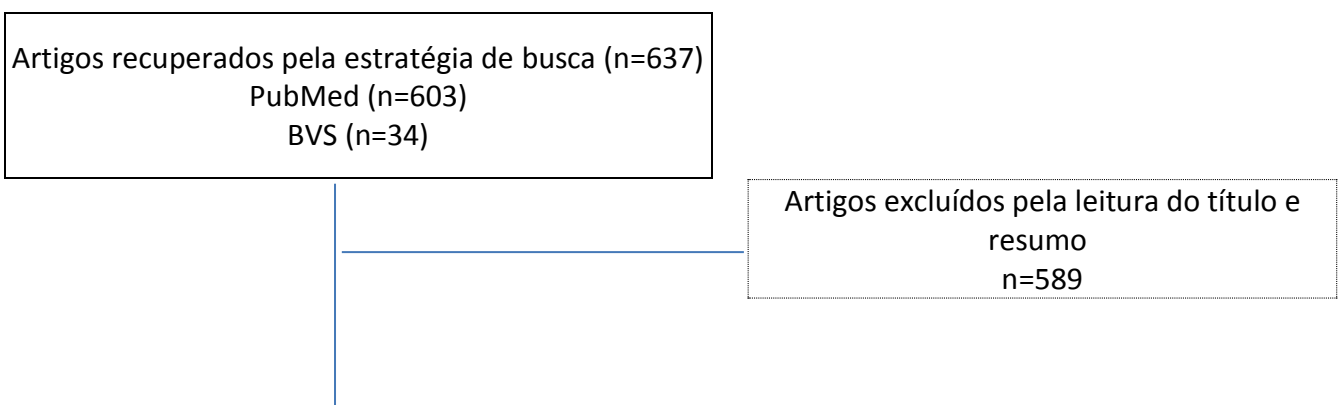 Artigos recuperados pela estratégia de busca (n=637)
PubMed (n=603)
BVS (n=34)
Artigos excluídos pela leitura do título e
resumo
n=589